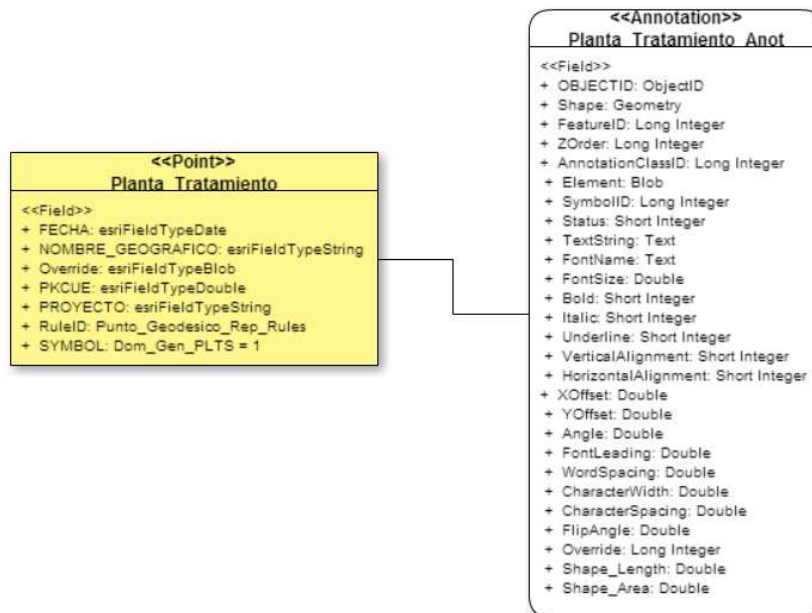 <<Point>>
Planta_Tratamiento
<<Field>>
+ FECHA: esriFieldTypeDate
+ NOMBRE_GEOGRAFICO: esriFieldTypeString
+ Override: esriFieldTypeBlob
+ PKCUE: esriFieldTypeDouble
+ PROYECTO: esriFieldTypeString
+ RuleID: Punto_Geodesico_Rep_Rules
+ SYMBOL: Dom_Gen_PLTS = 1
<<Annotation>>
Planta_Tratamiento_Anot
<<Field>>
+ OBJECTID: ObjectID
+ Shape: Geometry
+ FeatureID: Long Integer
+ ZOrder: Long Integer
+ AnnotationClassID: Long Integer
+ Element: Blob
+ SymbolID: Long Integer
+ Status: Short Integer
+ TextString: Text
+ FontName: Text
+ FontSize: Double
+ Bold: Short Integer
+ Italic: Short Integer
+ Underline: Short Integer
+ VerticalAlignment: Short Integer
+ HorizontalAlignment: Short Integer
+ XOffset: Double
+ YOffset: Double
+ Angle: Double
+ FontLeading: Double
+ WordSpacing: Double
+ CharacterWidth: Double
+ CharacterSpacing: Double
+ FlipAngle: Double
+ Override: Long Integer
+ Shape_Length: Double
+ Shape_Area: Double